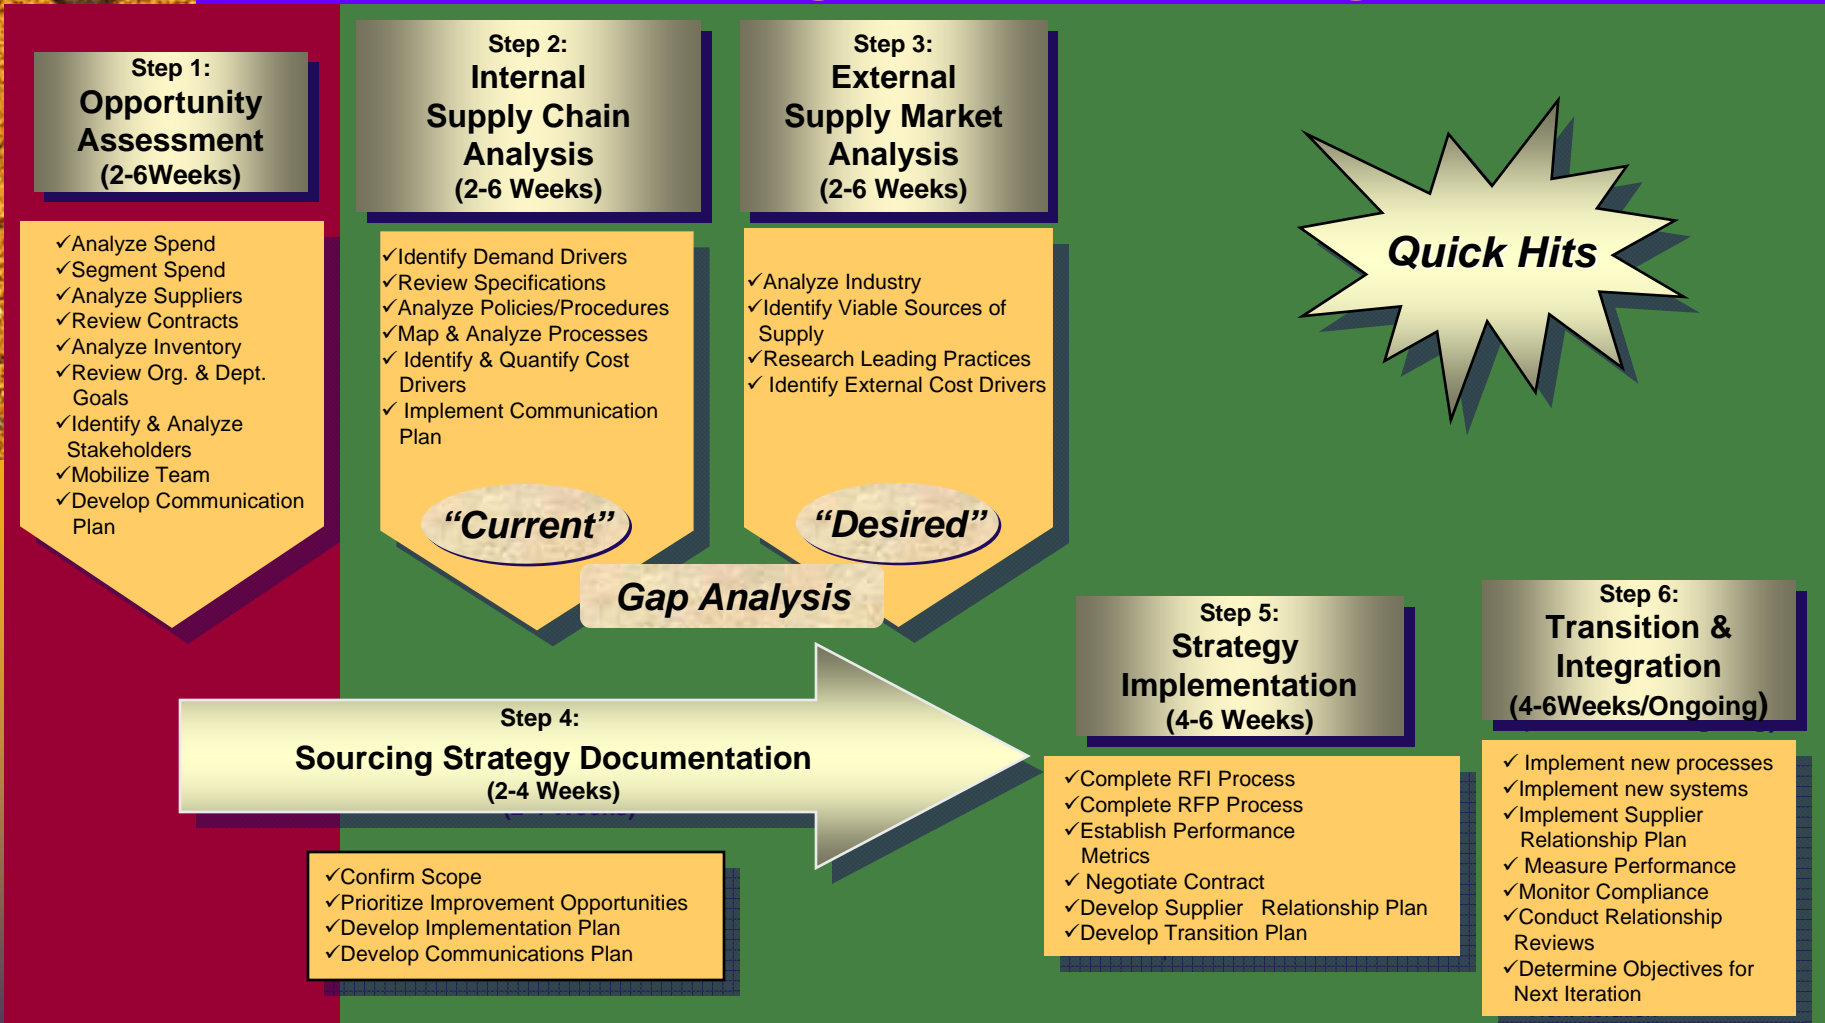 Step 1:
Opportunity
Assessment
(2-6Weeks)
✓Analyze Spend
✓Segment Spend
✓Analyze Suppliers
✓Review Contracts
✓Analyze Inventory
✓Review Org. & Dept.
Goals
✓Identify & Analyze
Stakeholders
✓Mobilize Team
✓Develop Communication
Plan
Step 2:
Internal
Supply Chain
Analysis
(2-6 Weeks)
✓Identify Demand Drivers
✓Review Specifications
✓Analyze Policies/Procedures
✓Map & Analyze Processes
✓ Identify & Quantify Cost
Drivers
✓ Implement Communication
Plan
“Current”
Step 3:
External
Supply Market
Analysis
(2-6 Weeks)
✓Analyze Industry
✓Identify Viable Sources of
Supply
✓Research Leading Practices
✓ Identify External Cost Drivers
“Desired”
Gap Analysis
Quick Hits
Step 4:
Sourcing Strategy Documentation
(2-4 Weeks)
✓Confirm Scope
✓Prioritize Improvement Opportunities
✓Develop Implementation Plan
✓Develop Communications Plan
Step 5:
Strategy
Implementation
(4-6 Weeks)
✓Complete RFI Process
✓Complete RFP Process
✓Establish Performance
Metrics
✓ Negotiate Contract
✓Develop Supplier Relationship Plan
✓Develop Transition Plan
Step 6:
Transition &
Integration
(4-6Weeks/Ongoing)
✓ Implement new processes
✓Implement new systems
✓Implement Supplier
Relationship Plan
✓ Measure Performance
✓Monitor Compliance
✓Conduct Relationship
Reviews
✓Determine Objectives for
Next Iteration